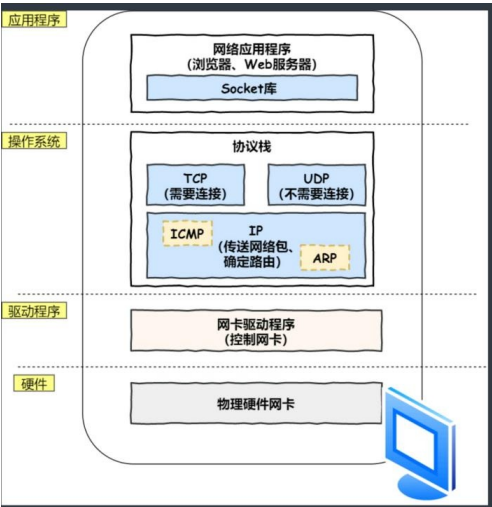 应用程序
网络应用程序
(浏览器、Web服务器)
Socket库
操作系统
协议栈
TCP
(需要连接)
UDP
(不需要连接)
ICMP
IP
(传送网络包、
确定路由)
ARP
驱动程序
网卡驱动程序
(控制网卡)
硬件
物理硬件网卡